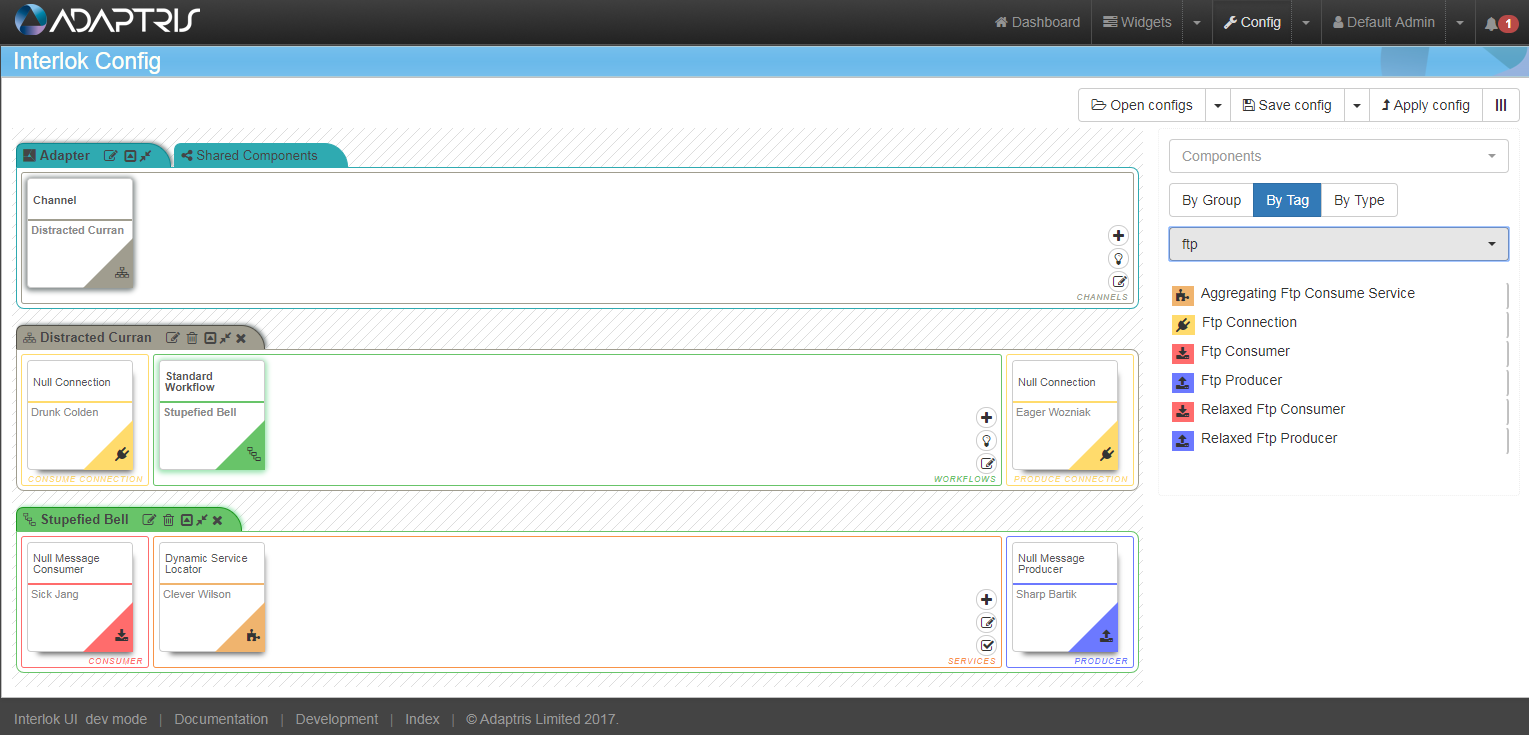 ADAPTRIS
Dashboard Widgets Config Default Admin 1
Interlok Config
Open configs Save config Apply config
Adapter Shared Components
Channel
Distracted Curran
CHANNELS
Distracted Curran
Null Connection
Drunk Colden
CONSUME CONNECTION
Standard
Workflow
Stupefied Bell
WORKFLOWS
Null Connection
Eager Wozniak
PRODUCE CONNECTION
Stupefied Bell
Null Message
Consumer
Sick Jang
CONSUMER
Dynamic Service
Locator
Clever Wilson
SERVICES
Null Message
Producer
Sharp Bartik
PRODUCER
Components
By Group By Tag By Type
ftp
Aggregating Ftp Consume Service
Ftp Connection
Ftp Consumer
Ftp Producer
Relaxed Ftp Consumer
Relaxed Ftp Producer
Interlok UI dev mode | Documentation | Development | Index | © Adaptris Limited 2017.